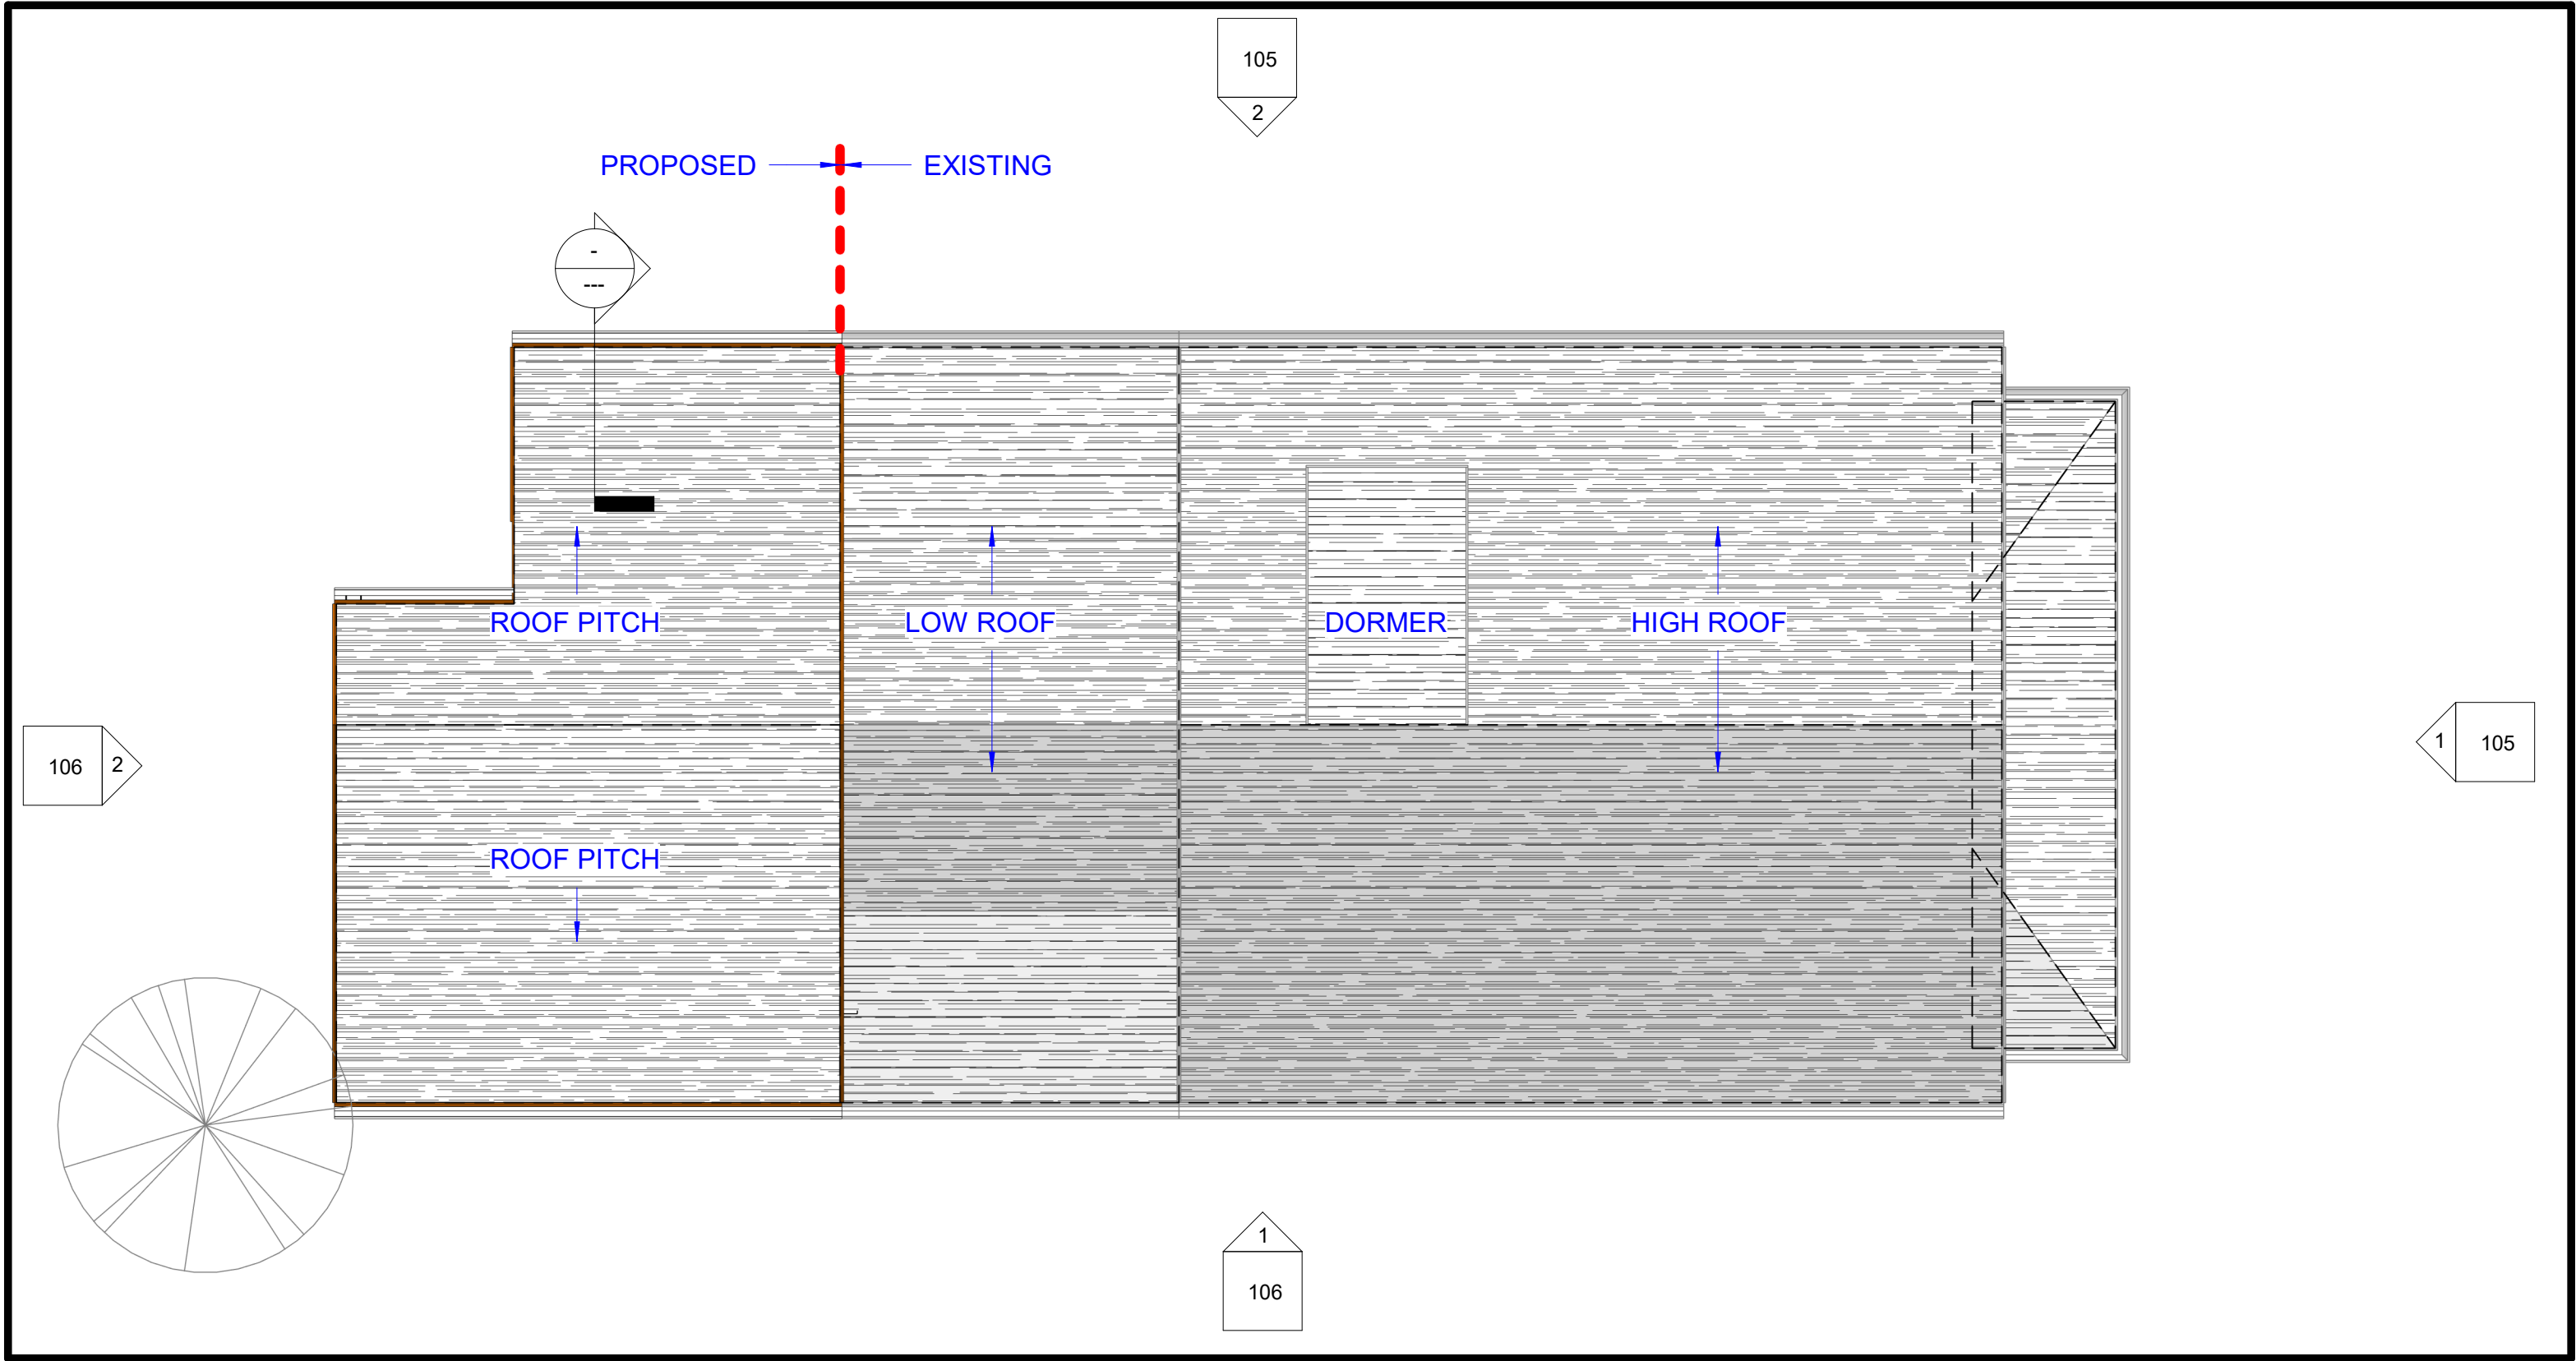 105
2
PROPOSED
EXISTING
-
---
ROOF PITCH
LOW ROOF
DORMER
HIGH ROOF
106
2
1
105
ROOF PITCH
1
106